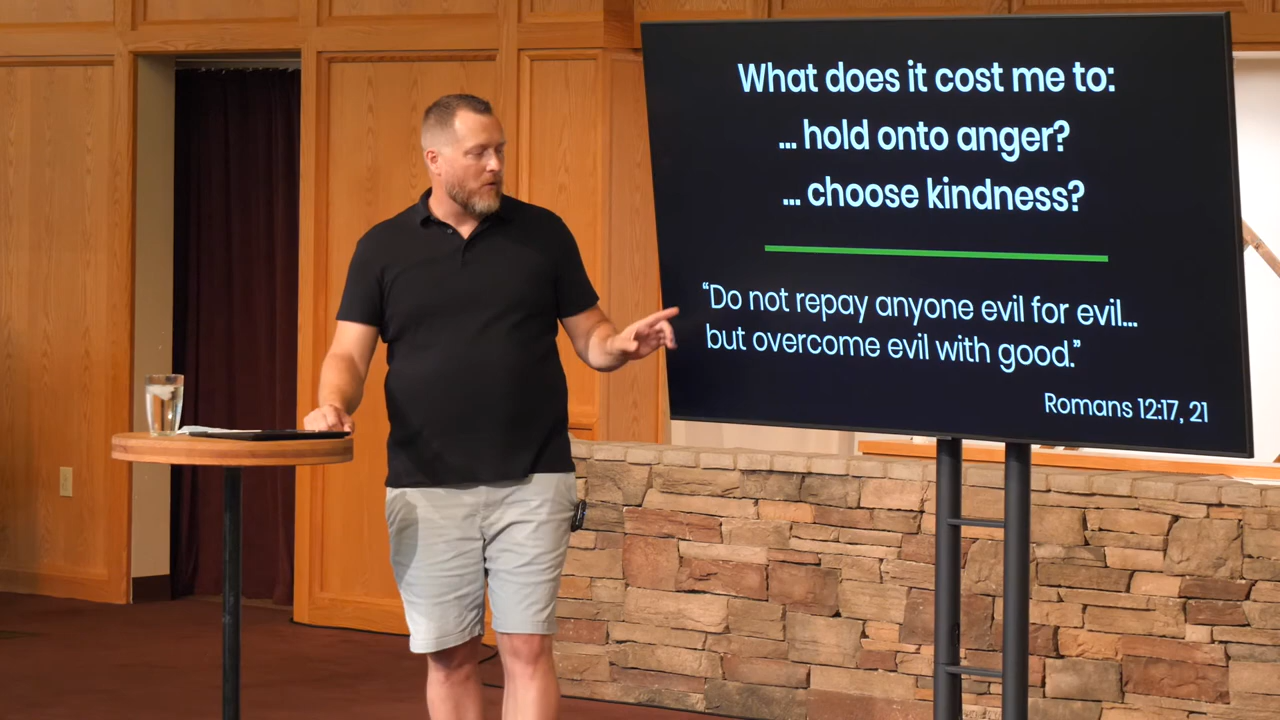 What does it cost me to:
... hold onto anger?
... choose kindness?
“Do not repay anyone evil for evil...
but overcome evil with good.”
Romans 12:17, 21